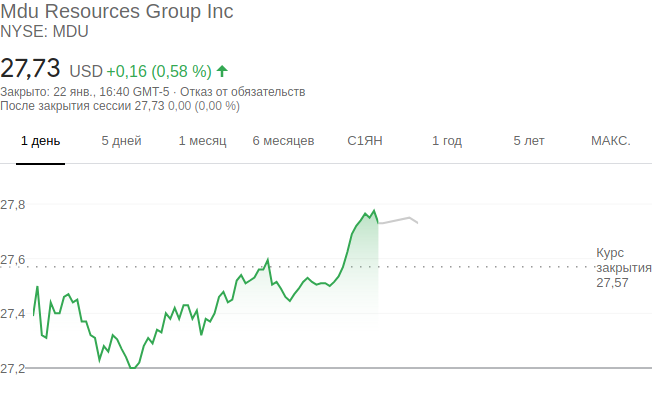 Mdu Resources Group Inc
NYSE: MDU
27,73 USD +0,16 (0,58 %)
Закрыто: 22 янв., 16:40 GMT-5 · Отказ от обязательств
После закрытия сессии 27,73 0,00 (0,00 %)
1 день 5 дней 1 месяц 6 месяцев С1ЯН 1 год 5 лет МАКС.
27,8
27,6
Курс
закрытия
27,57
27,4
27,2